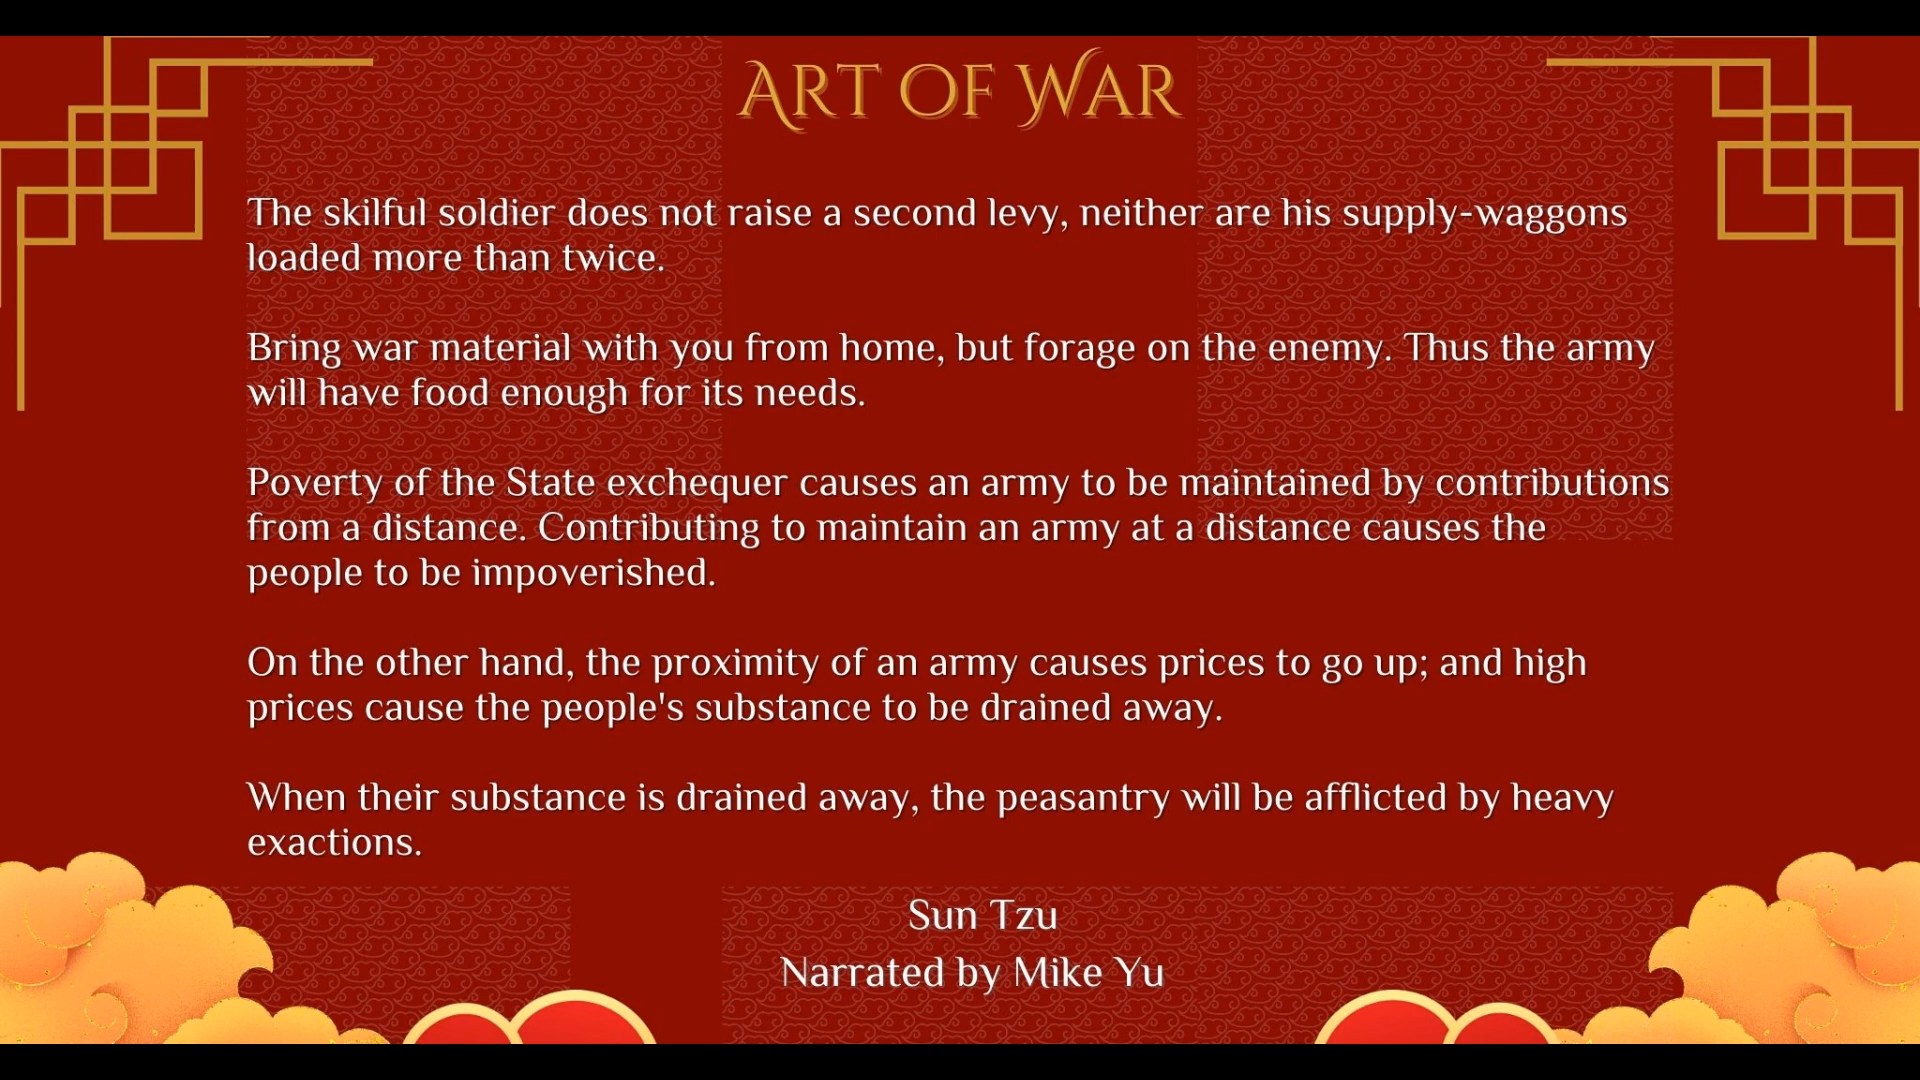 ART OF WAR
The skilful soldier does not raise a second levy, neither are his supply-waggons
loaded more than twice.
Bring war material with you from home, but forage on the enemy. Thus the army
will have food enough for its needs.
Poverty of the State exchequer causes an army to be maintained by contributions
from a distance. Contributing to maintain an army at a distance causes the
people to be impoverished.
On the other hand, the proximity of an army causes prices to go up; and high
prices cause the people's substance to be drained away.
When their substance is drained away, the peasantry will be afflicted by heavy
exactions.
Sun Tzu
Narrated by Mike Yu